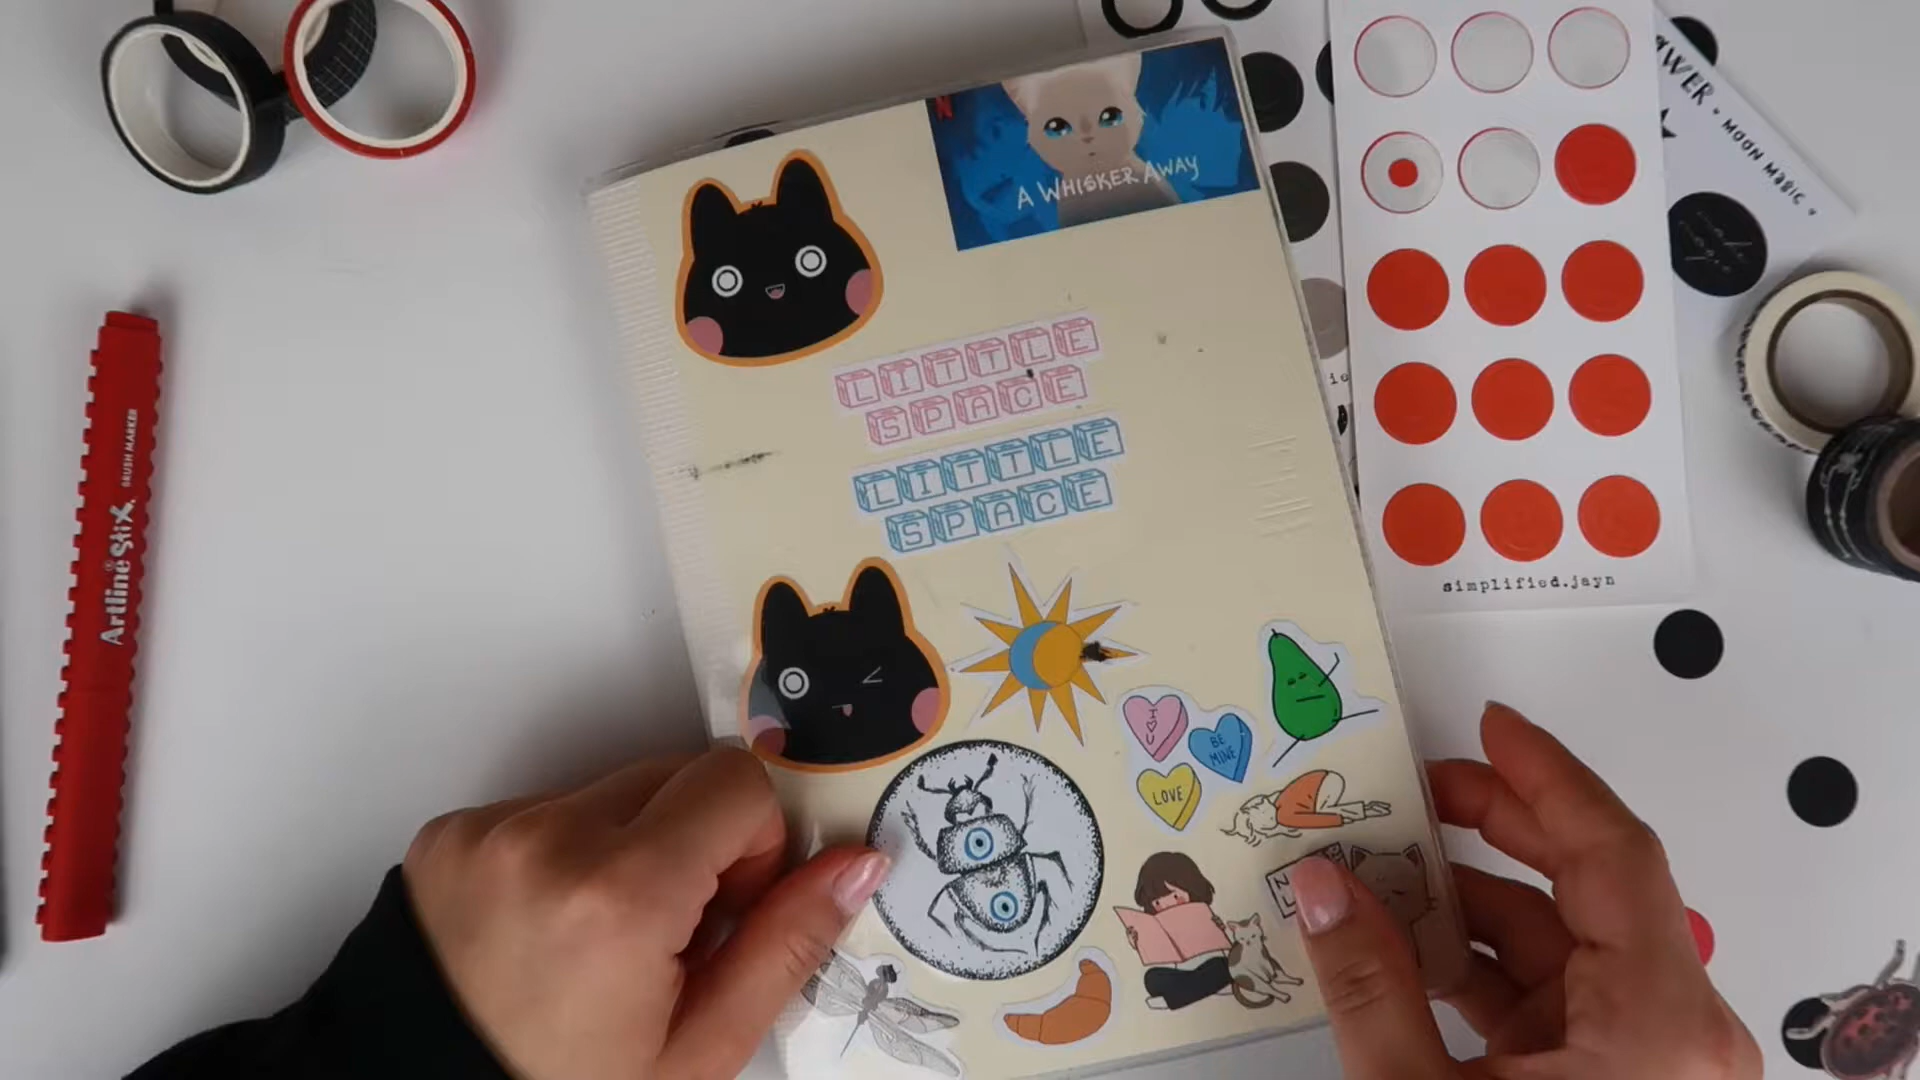 N
A WHISKER AWAY
LITTLE
SPACE
LITTLE
SPACE
I
U
BE
MINE
LOVE
Artline stix
BRUSH MARKER
simplified.jayn
MOON MAGIC